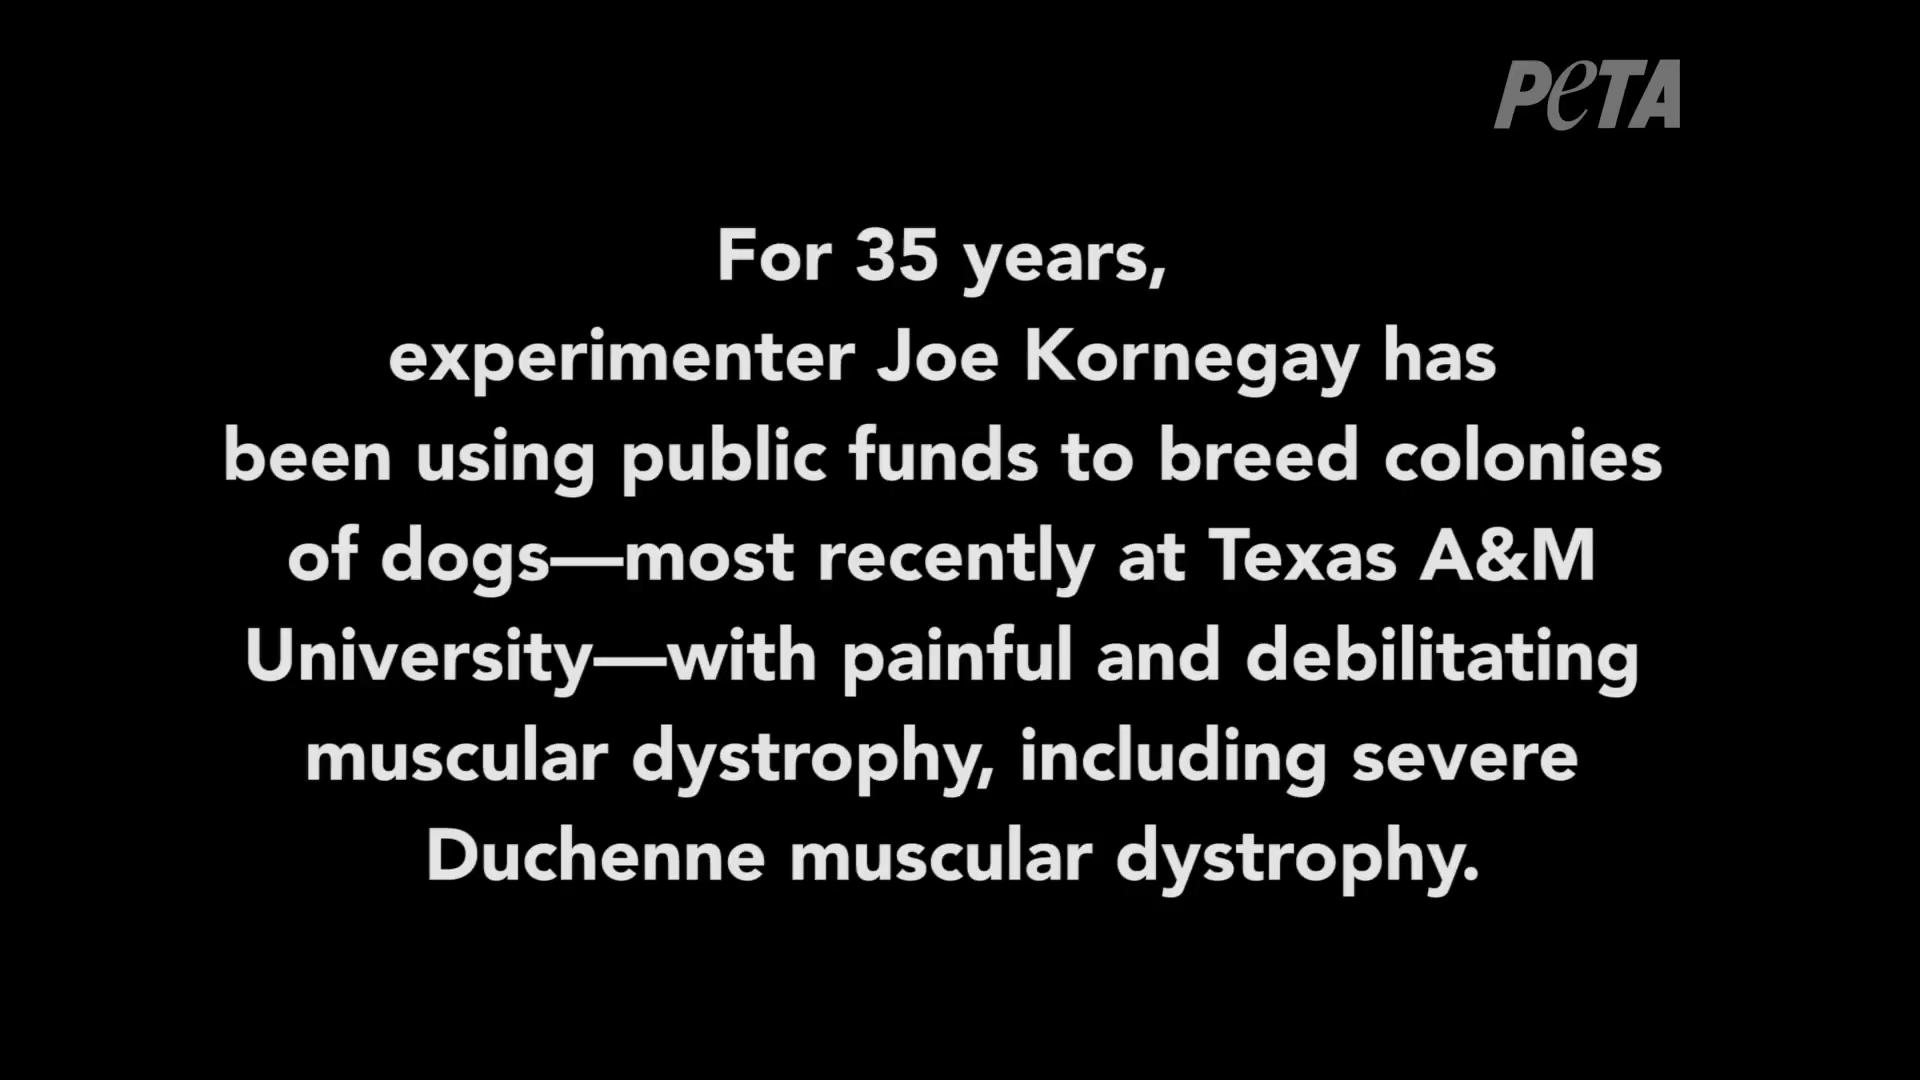 PETA
For 35 years,
experimenter Joe Kornegay has
been using public funds to breed colonies
of dogs—most recently at Texas A&M
University—with painful and debilitating
muscular dystrophy, including severe
Duchenne muscular dystrophy.